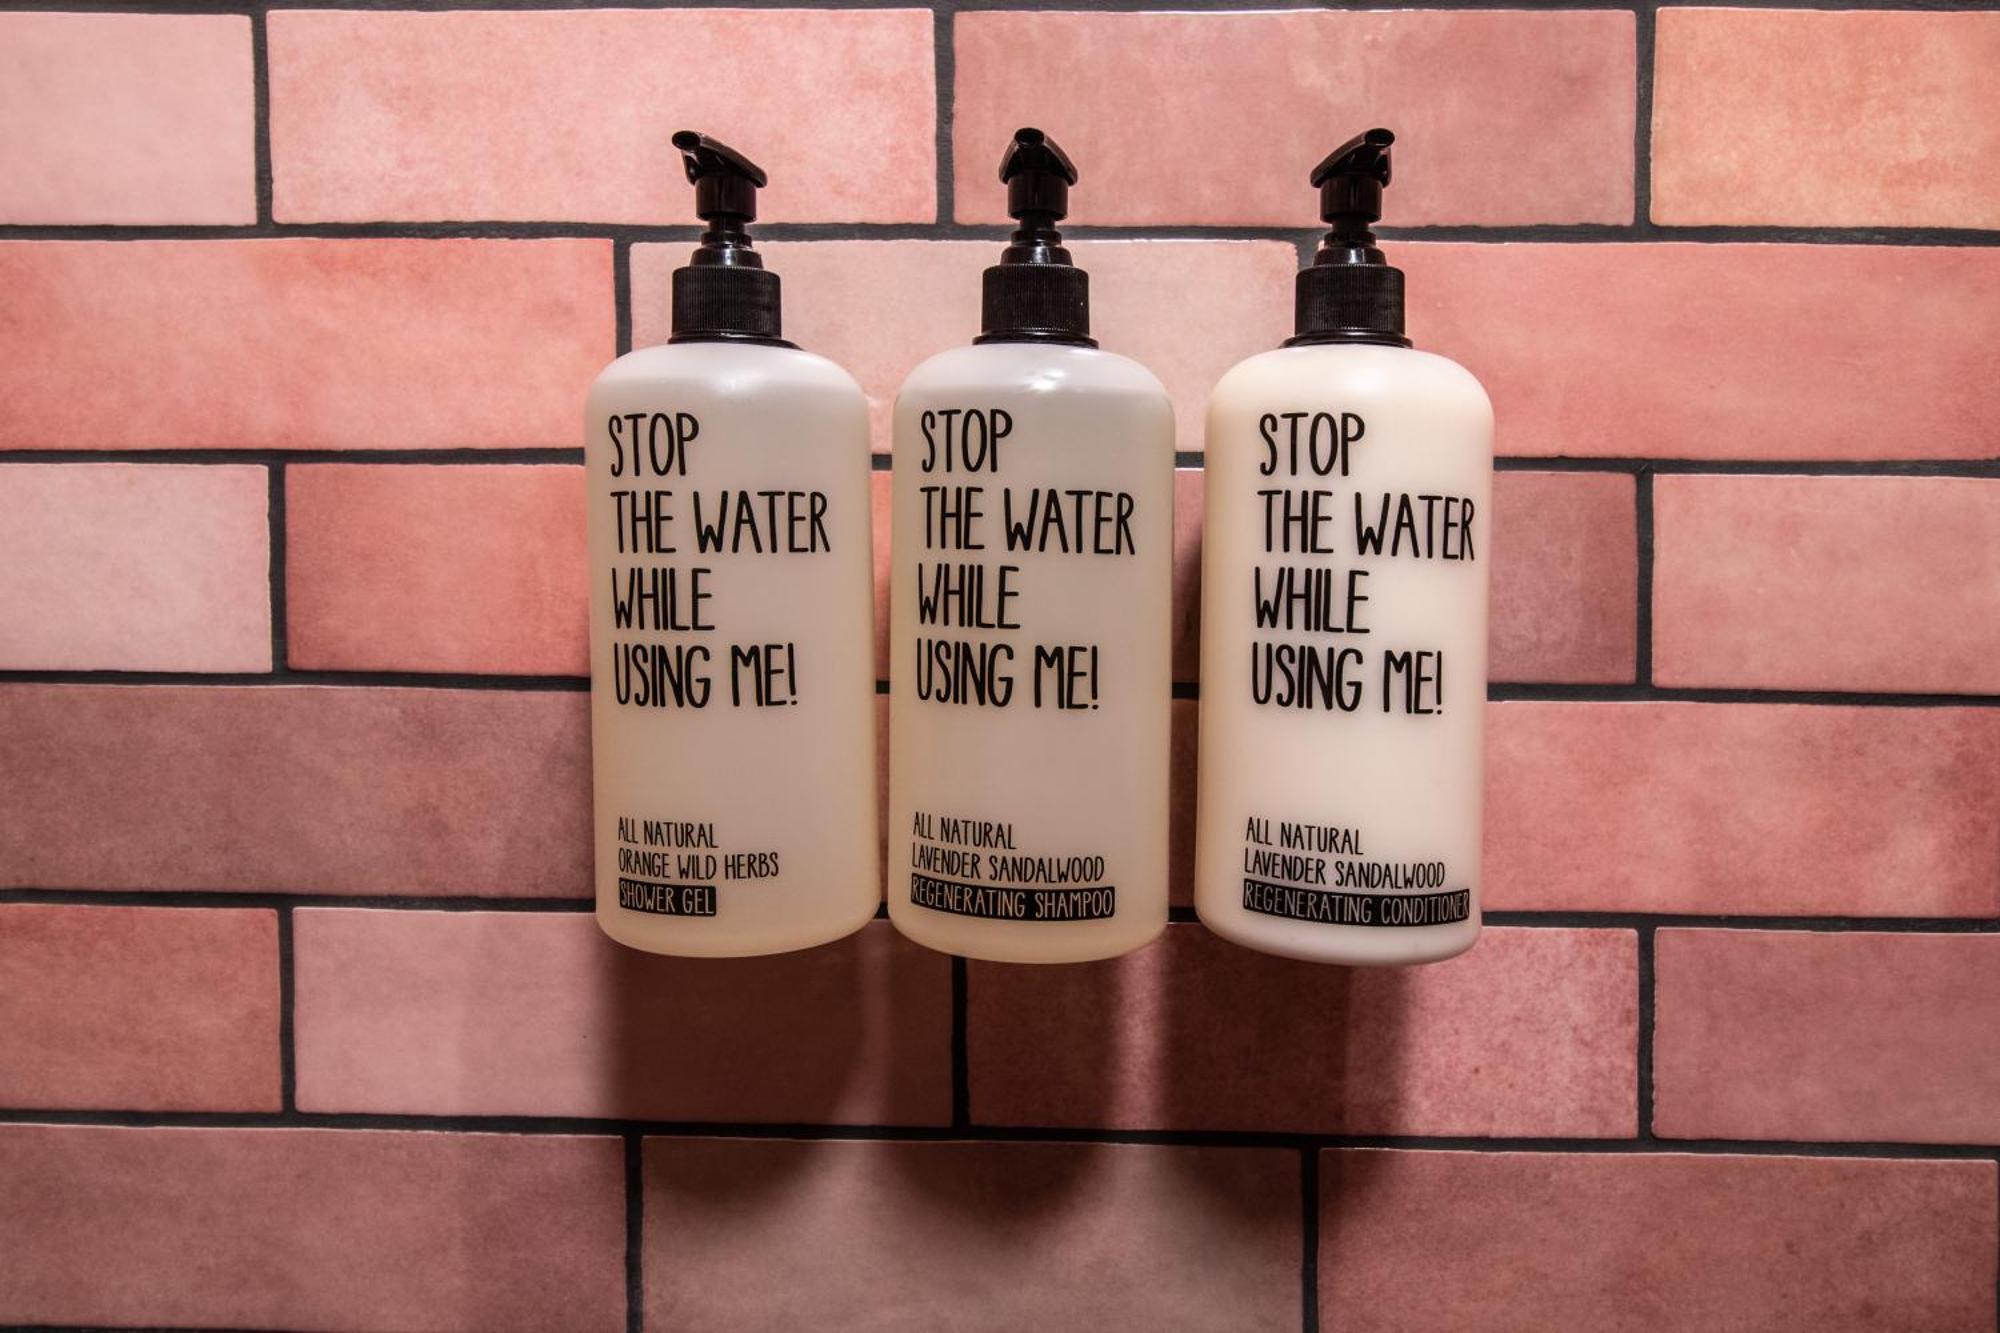 STOP
THE WATER
WHILE
USING ME!
ALL NATURAL
ORANGE WILD HERBS
SHOWER GEL
STOP
THE WATER
WHILE
USING ME!
ALL NATURAL
LAVENDER SANDALWOOD
REGENERATING SHAMPOO
STOP
THE WATER
WHILE
USING ME!
ALL NATURAL
LAVENDER SANDALWOOD
REGENERATING CONDITIONER